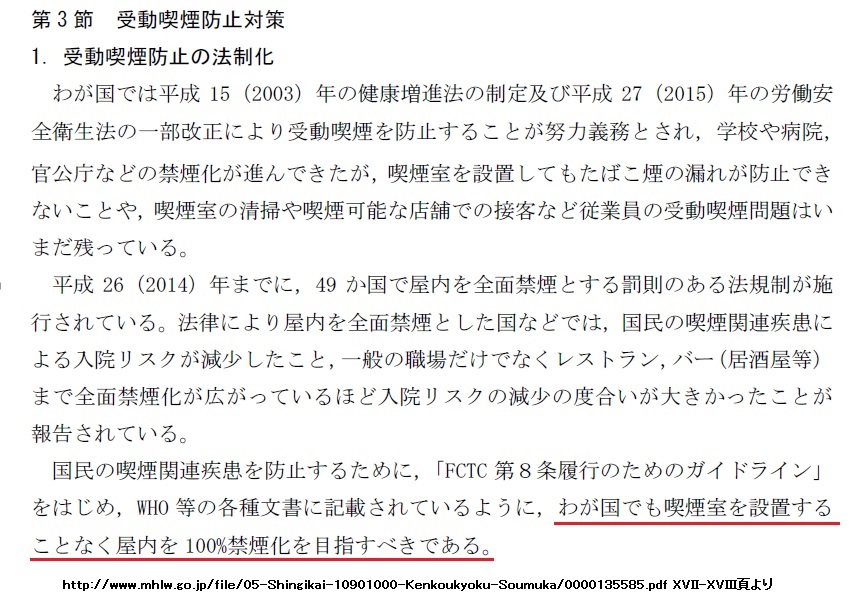 第3節　受動喫煙防止対策
1. 受動喫煙防止の法制化
わが国では平成 15（2003）年の健康増進法の制定及び平成 27（2015）年の労働安
全衛生法の一部改正により受動喫煙を防止することが努力義務とされ，学校や病院，
官公庁などの禁煙化が進んできたが，喫煙室を設置してもたばこ煙の漏れが防止でき
ないことや，喫煙室の清掃や喫煙可能な店舗での接客など従業員の受動喫煙問題はい
まだ残っている。
平成 26（2014）年までに，49 か国で屋内を全面禁煙とする罰則のある法規制が施
行されている。法律により屋内を全面禁煙とした国などでは，国民の喫煙関連疾患に
よる入院リスクが減少したこと，一般の職場だけでなくレストラン，バー（居酒屋等）
まで全面禁煙化が広がっているほど入院リスクの減少の度合いが大きかったことが
報告されている。
国民の喫煙関連疾患を防止するために，「FCTC 第８条履行のためのガイドライン」
をはじめ，WHO 等の各種文書に記載されているように，わが国でも喫煙室を設置する
ことなく屋内を 100%禁煙化を目指すべきである。
http://www.mhlw.go.jp/file/05-Shingikai-10901000-Kenkoukyoku-Soumuka/0000135585.pdf XVII-XVIII頁より